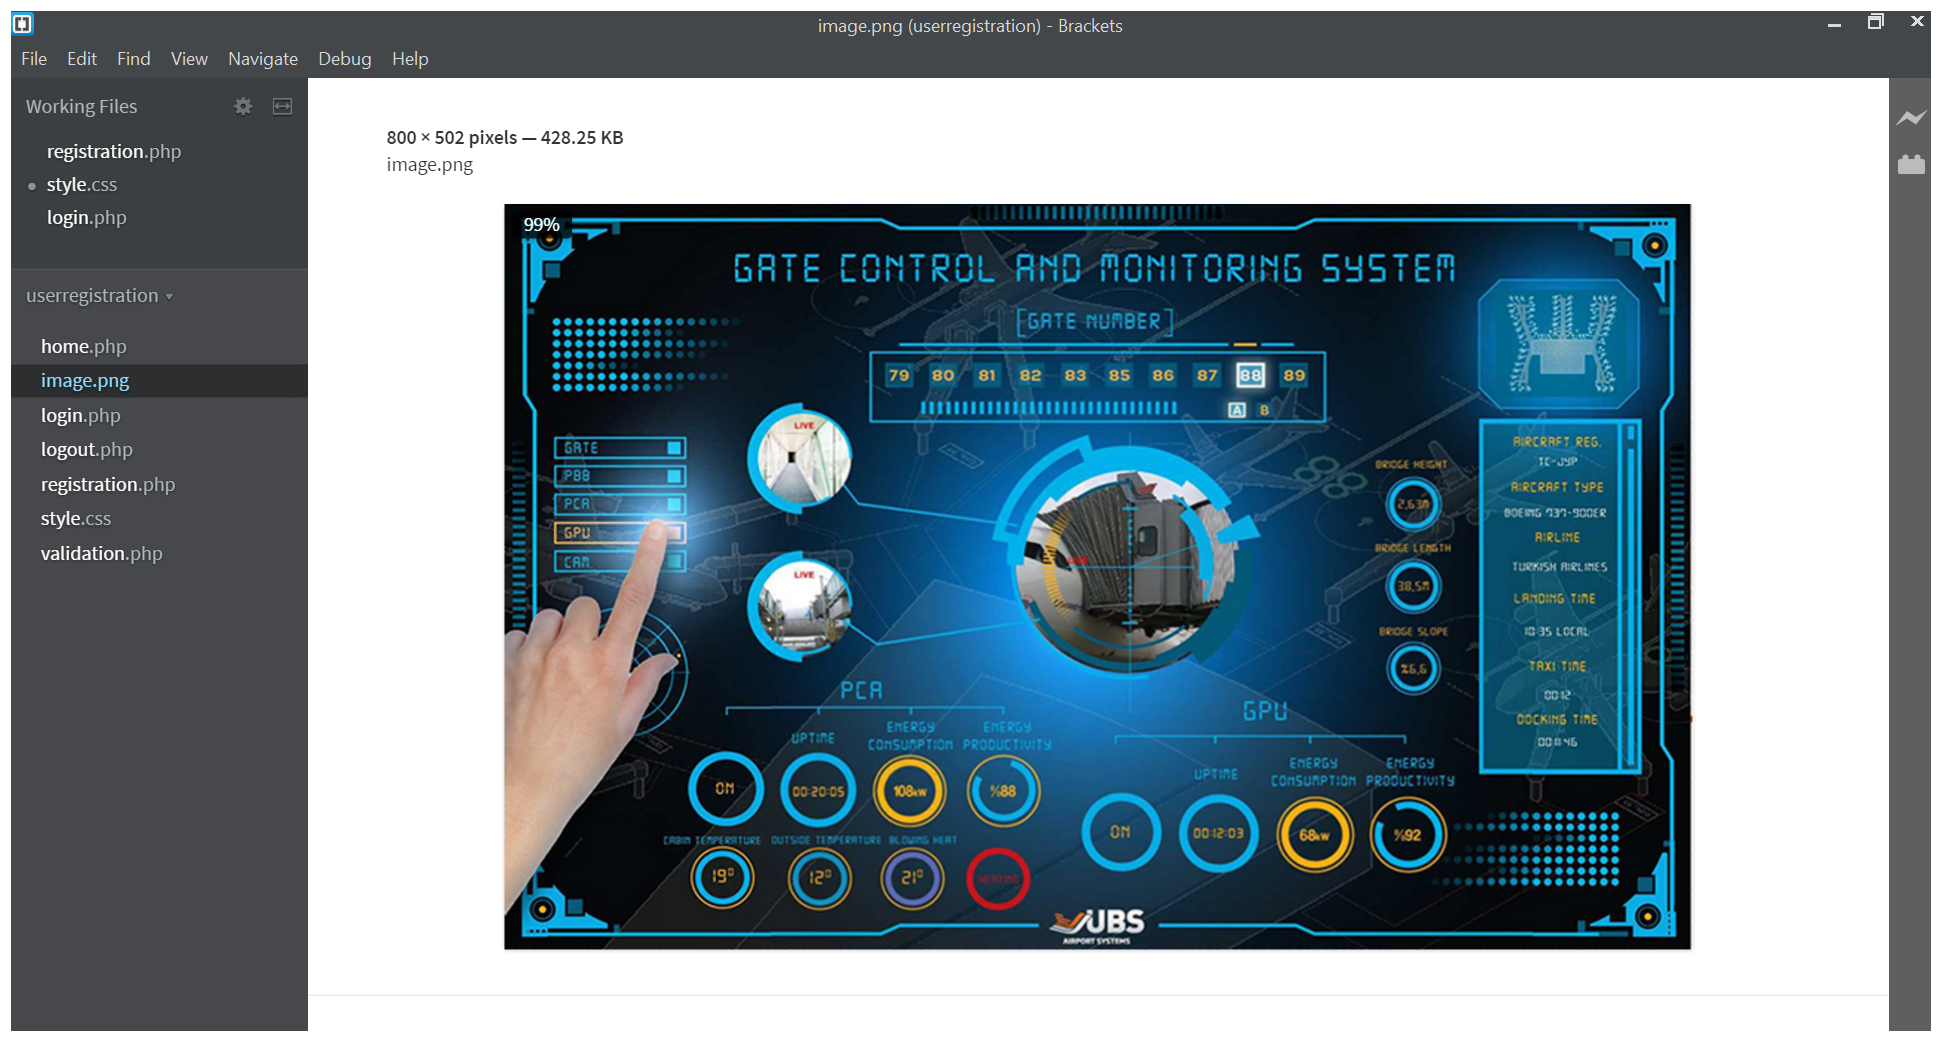 image.png (userregistration) - Brackets
File Edit Find View Navigate Debug Help
Working Files
registration.php
style.css
login.php
userregistration
home.php
image.png
login.php
logout.php
registration.php
style.css
validation.php
800 × 502 pixels — 428.25 KB
image.png
99%
GATE CONTROL AND MONITORING SYSTEM
[GATE NUMBER]
79 80 81 82 83 85 86 87 88 89
A B
GATE
PBB
PCA
GPU
CAM.
LIVE
LIVE
BRIDGE HEIGHT
2,63m
BRIDGE LENGTH
38,5m
BRIDGE SLOPE
%6,6
AIRCRAFT REG.
TC-JYP
AIRCRAFT TYPE
BOEING 737-900ER
AIRLINE
TURKISH AIRLINES
LANDING TIME
10:35 LOCAL
TAXI TIME
00:12
DOCKING TIME
00:11:46
PCA
UPTIME
ENERGY CONSUMPTION
ENERGY PRODUCTIVITY
ON
00:20:05
108kW
%88
CABIN TEMPERATURE OUTSIDE TEMPERATURE BLOWING HEAT
19°
12°
21°
HEATING
GPU
UPTIME
ENERGY CONSUMPTION
ENERGY PRODUCTIVITY
ON
00:12:03
68kW
%92
UBS
AIRPORT SYSTEMS